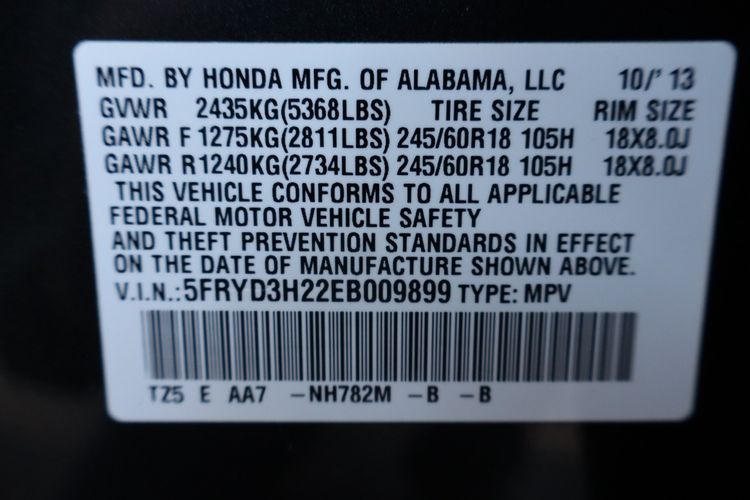 MFD. BY HONDA MFG. OF ALABAMA, LLC 10/'13
GVWR 2435KG(5368LBS) TIRE SIZE RIM SIZE
GAWR F 1275KG(2811LBS) 245/60R18 105H 18X8.0J
GAWR R1240KG(2734LBS) 245/60R18 105H 18X8.0J
THIS VEHICLE CONFORMS TO ALL APPLICABLE
FEDERAL MOTOR VEHICLE SAFETY
AND THEFT PREVENTION STANDARDS IN EFFECT
ON THE DATE OF MANUFACTURE SHOWN ABOVE.
V.I.N.:5FRYD3H22EB009899 TYPE: MPV
TZ5 E AA7 -NH782M -B -B